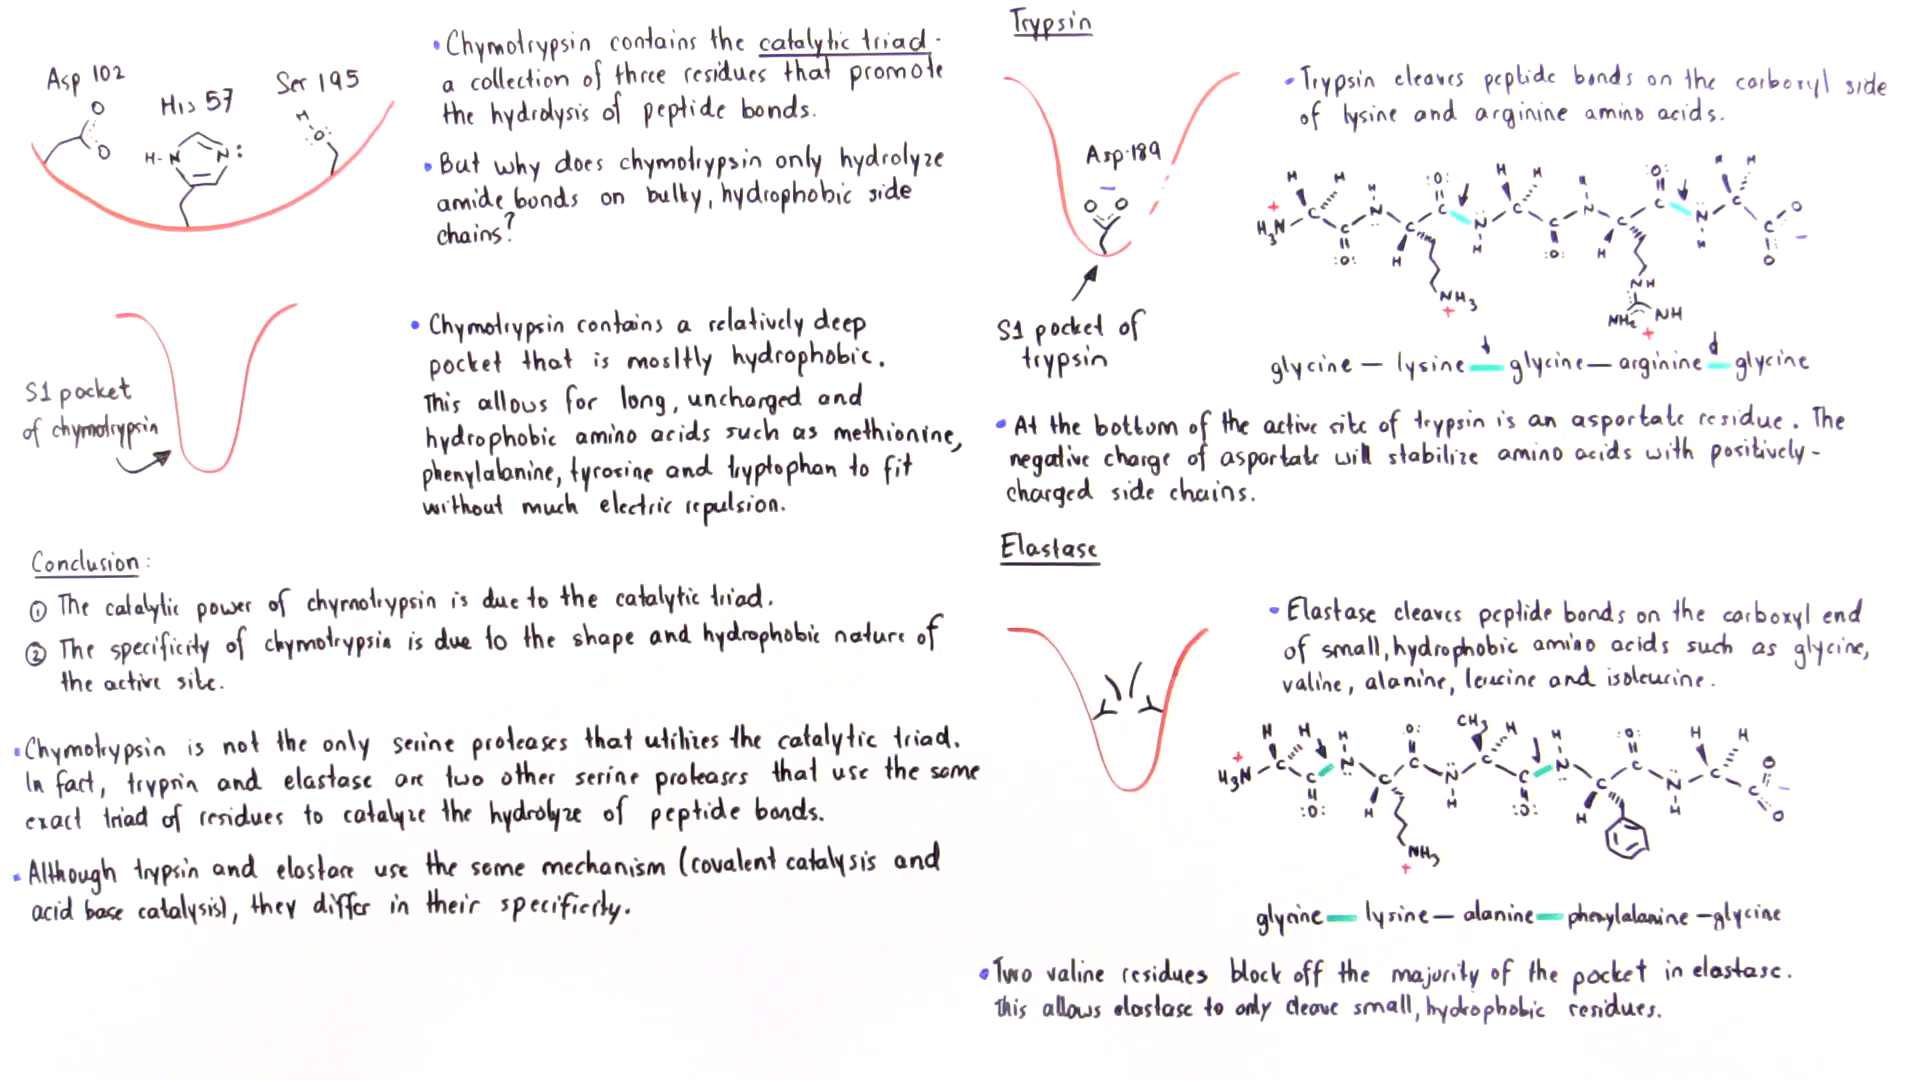 Asp 102
His 57
Ser 195
O
O
H-N
N:
H
:O:
• Chymotrypsin contains the catalytic triad -
a collection of three residues that promote
the hydrolysis of peptide bonds.
• But why does chymotrypsin only hydrolyze
amide bonds on bulky, hydrophobic side
chains?
S1 pocket
of chymotrypsin
• Chymotrypsin contains a relatively deep
pocket that is mosltly hydrophobic.
This allows for long, uncharged and
hydrophobic amino acids such as methionine,
phenylalanine, tyrosine and tryptophan to fit
without much electric repulsion.
Conclusion:
① The catalytic power of chymotrypsin is due to the catalytic triad.
② The specificity of chymotrypsin is due to the shape and hydrophobic nature of
the active site.
• Chymotrypsin is not the only serine proteases that utilizes the catalytic triad.
In fact, trypsin and elastase are two other serine proteases that use the same
exact triad of residues to catalyze the hydrolyze of peptide bonds.
• Although trypsin and elastase use the same mechanism (covalent catalysis and
acid base catalysis), they differ in their specificity.
Trypsin
Asp-189
O O
S1 pocket of
trypsin
• Trypsin cleaves peptide bonds on the carboxyl side
of lysine and arginine amino acids.
H H H :O: H H H :O: H H
+ H3N C C N C C N C C N C C N C C O O −
:O: H H :O: H H
NH3 +
NH
NH2 NH +
glycine — lysine — glycine — arginine — glycine
• At the bottom of the active site of trypsin is an aspartate residue. The
negative charge of aspartate will stabilize amino acids with positively-
charged side chains.
Elastase
• Elastase cleaves peptide bonds on the carboxyl end
of small, hydrophobic amino acids such as glycine,
valine, alanine, leucine and isoleucine.
H H H :O: CH3 H H :O: H H
+ H3N C C N C C N C C N C C N C C O O −
:O: H H :O: H H
NH3 +
glycine — lysine — alanine — phenylalanine — glycine
• Two valine residues block off the majority of the pocket in elastase.
This allows elastase to only cleave small, hydrophobic residues.